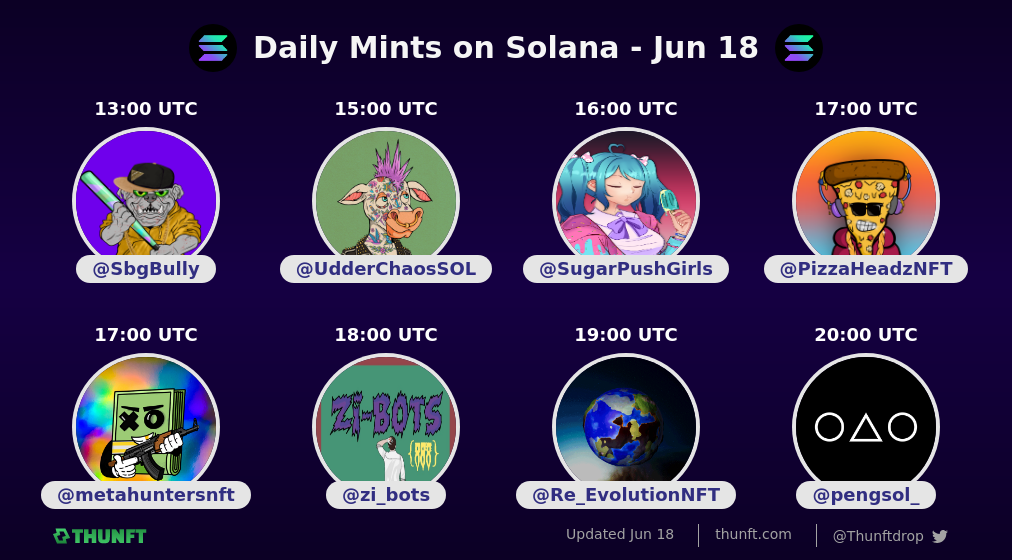 Daily Mints on Solana - Jun 18
13:00 UTC
@SbgBully
15:00 UTC
@UdderChaosSOL
16:00 UTC
@SugarPushGirls
17:00 UTC
@PizzaHeadzNFT
17:00 UTC
@metahuntersnft
18:00 UTC
ZI-BOTS
@zi_bots
19:00 UTC
@Re_EvolutionNFT
20:00 UTC
@pengsol_
THUNFT
Updated Jun 18
thunft.com
@Thunftdrop